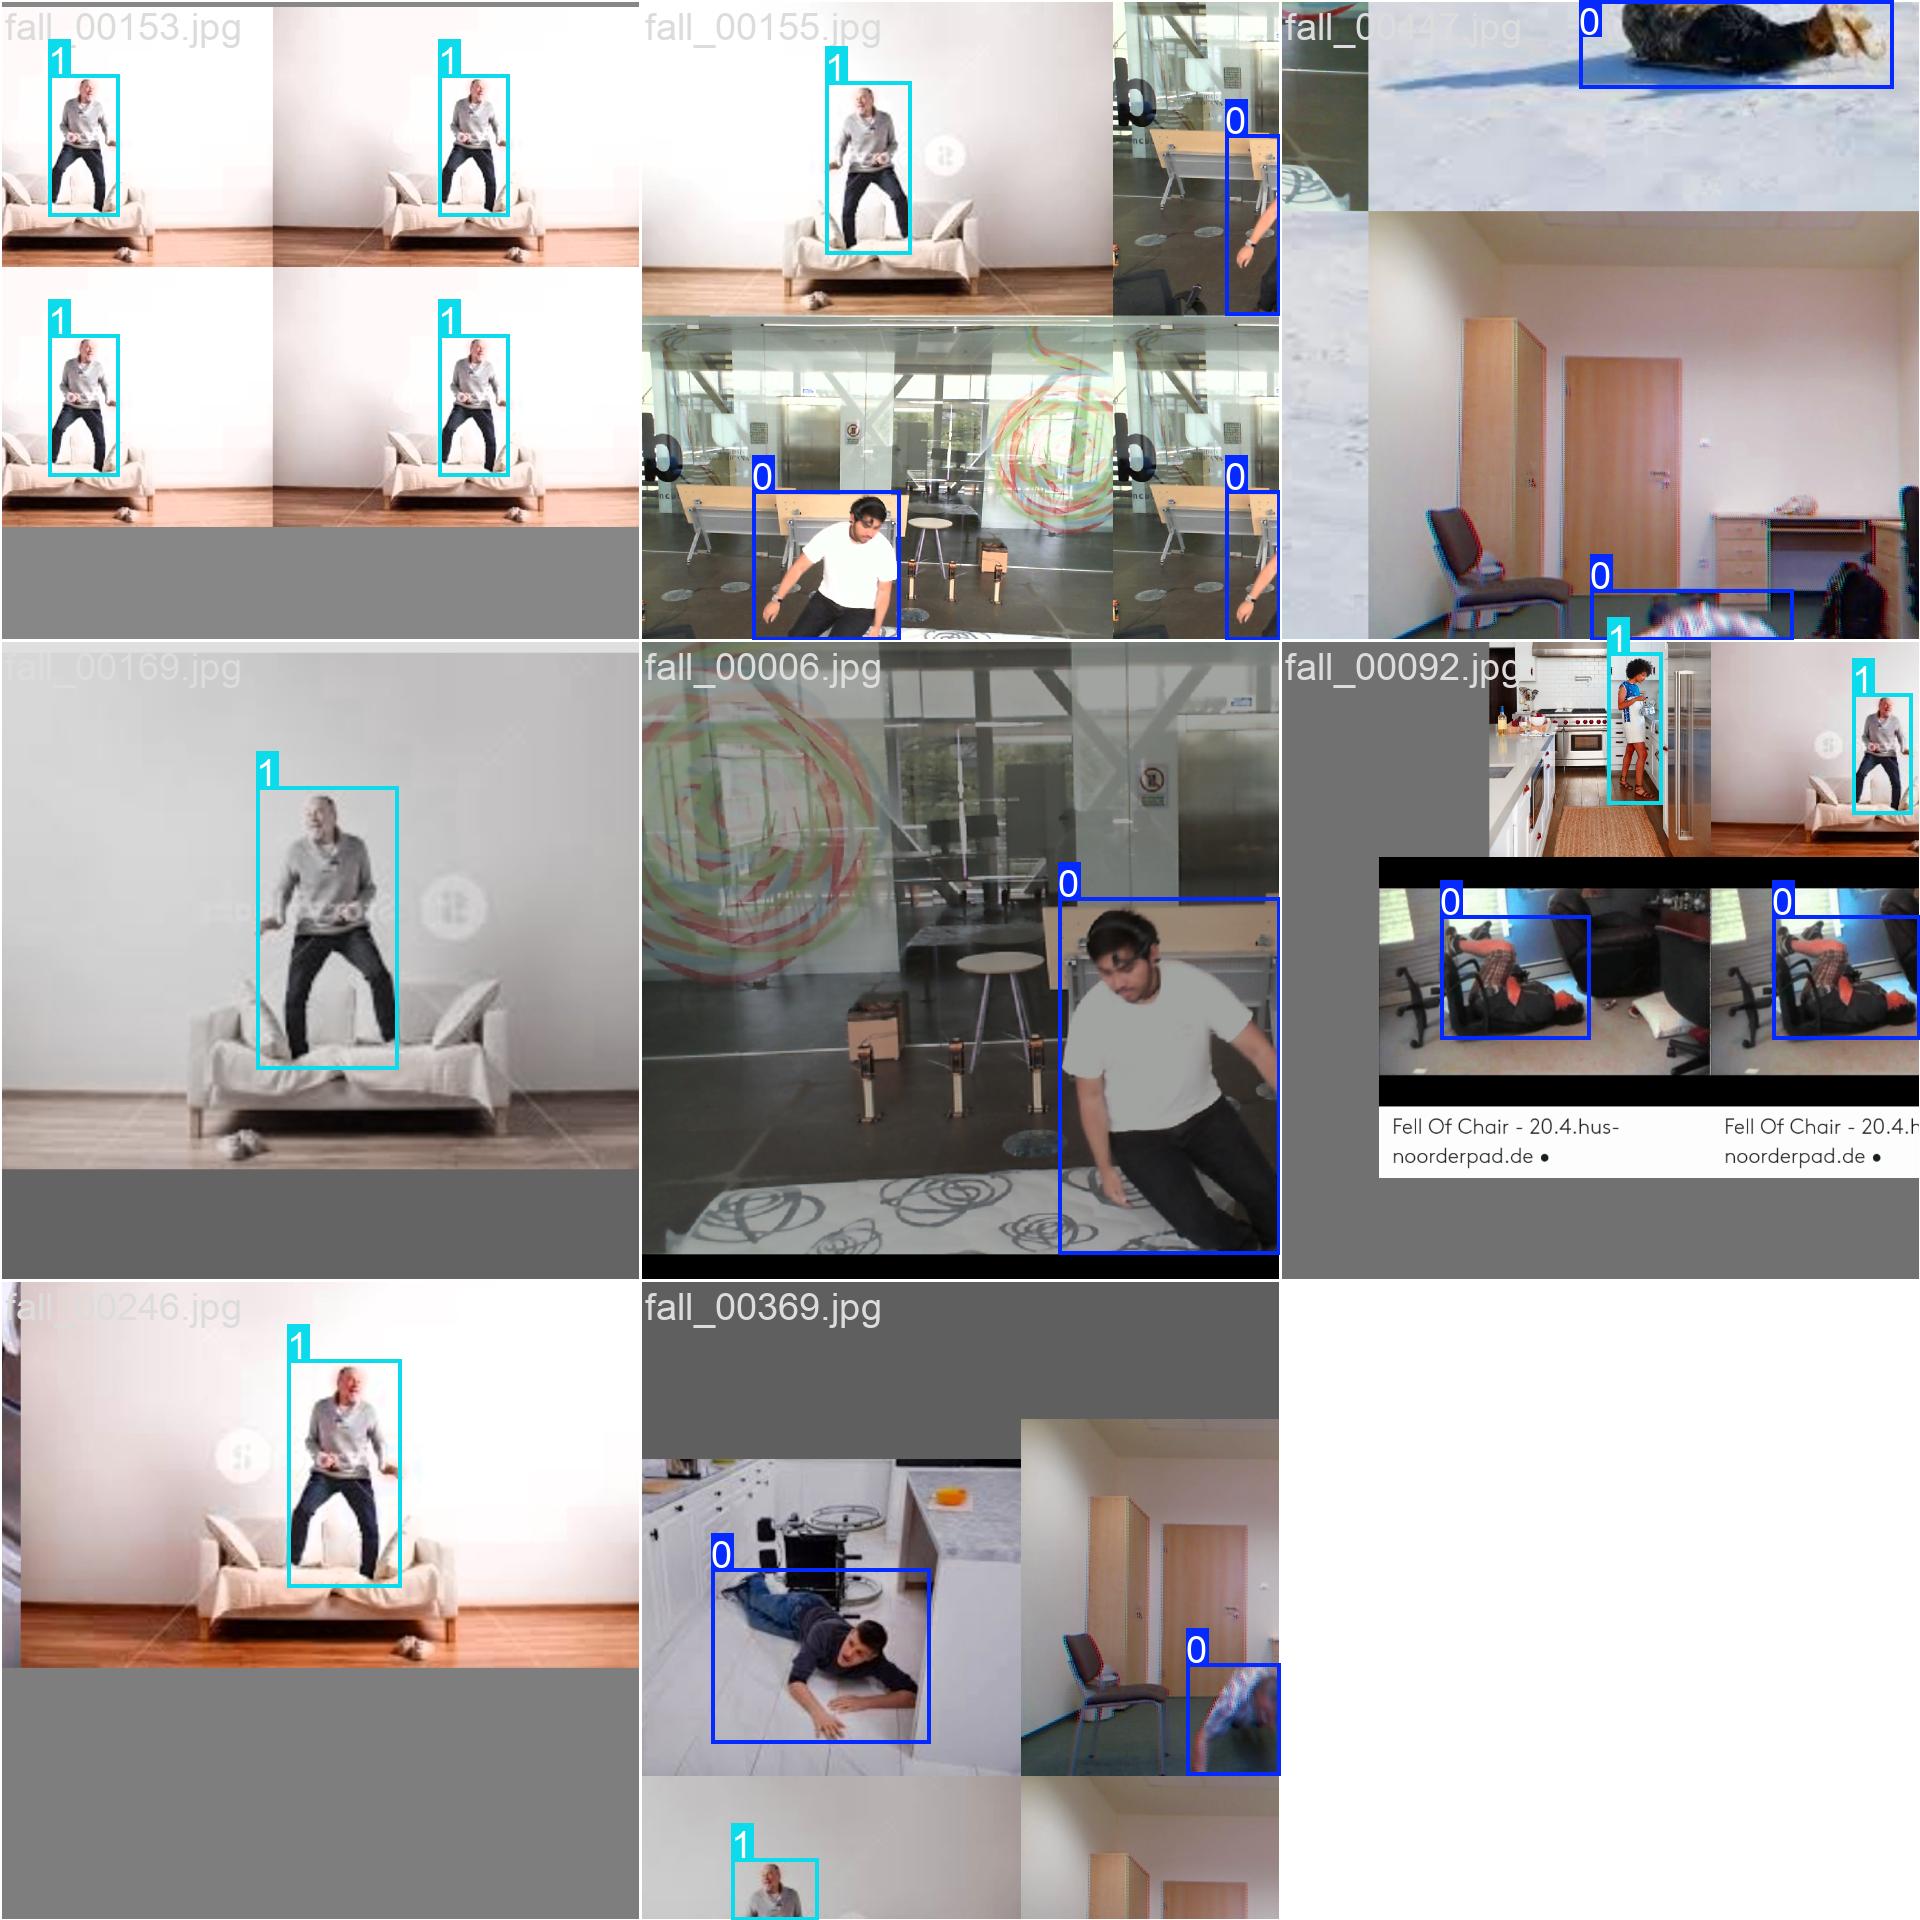 fall_00153.jpg
1
1
1
1
fall_00155.jpg
1
0
0
0
fall_00447.jpg
0
0
fall_00169.jpg
1
fall_00006.jpg
0
fall_00092.jpg
1
1
0
0
Fell Of Chair - 20.4.hus-
noorderpad.de •
Fell Of Chair - 20.4.h
noorderpad.de •
fall_00246.jpg
1
fall_00369.jpg
0
0
1